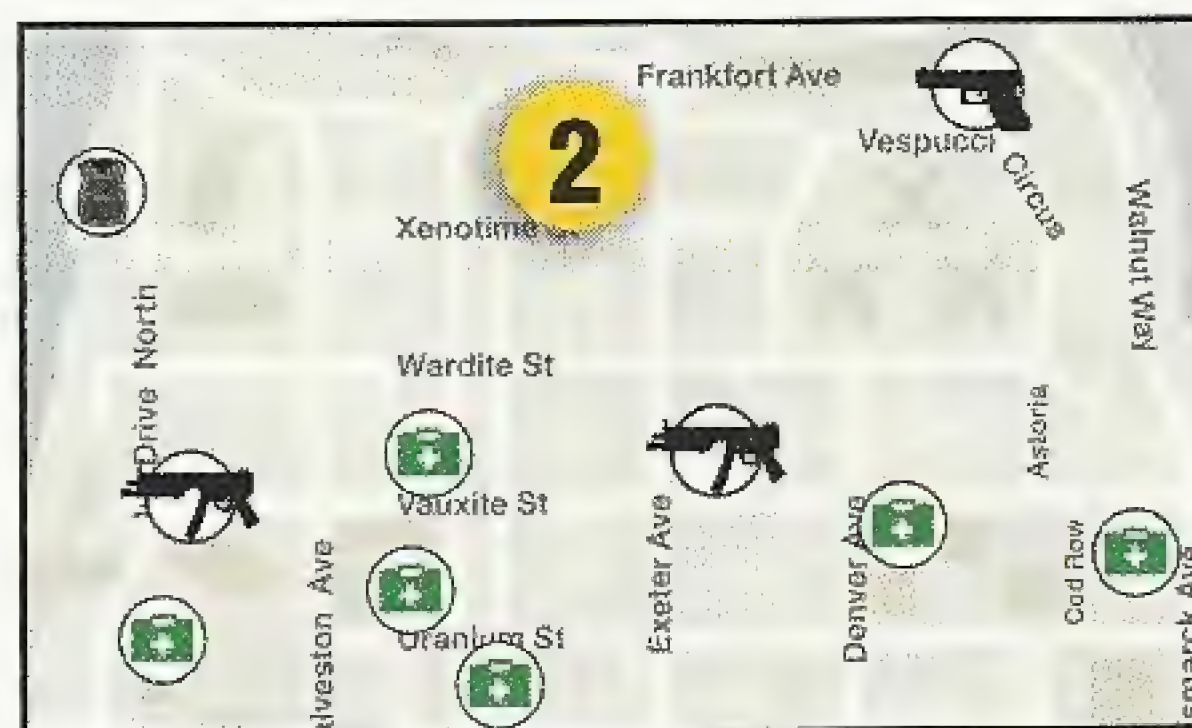 Frankfort Ave
2
Vespucci
Circus
Xenotime
Walnut Way
Drive North
Wardite St
Astoria
Vauxite St
Exeter Ave
Denver Ave
Cod Row
Ave
Uranium St
Ave